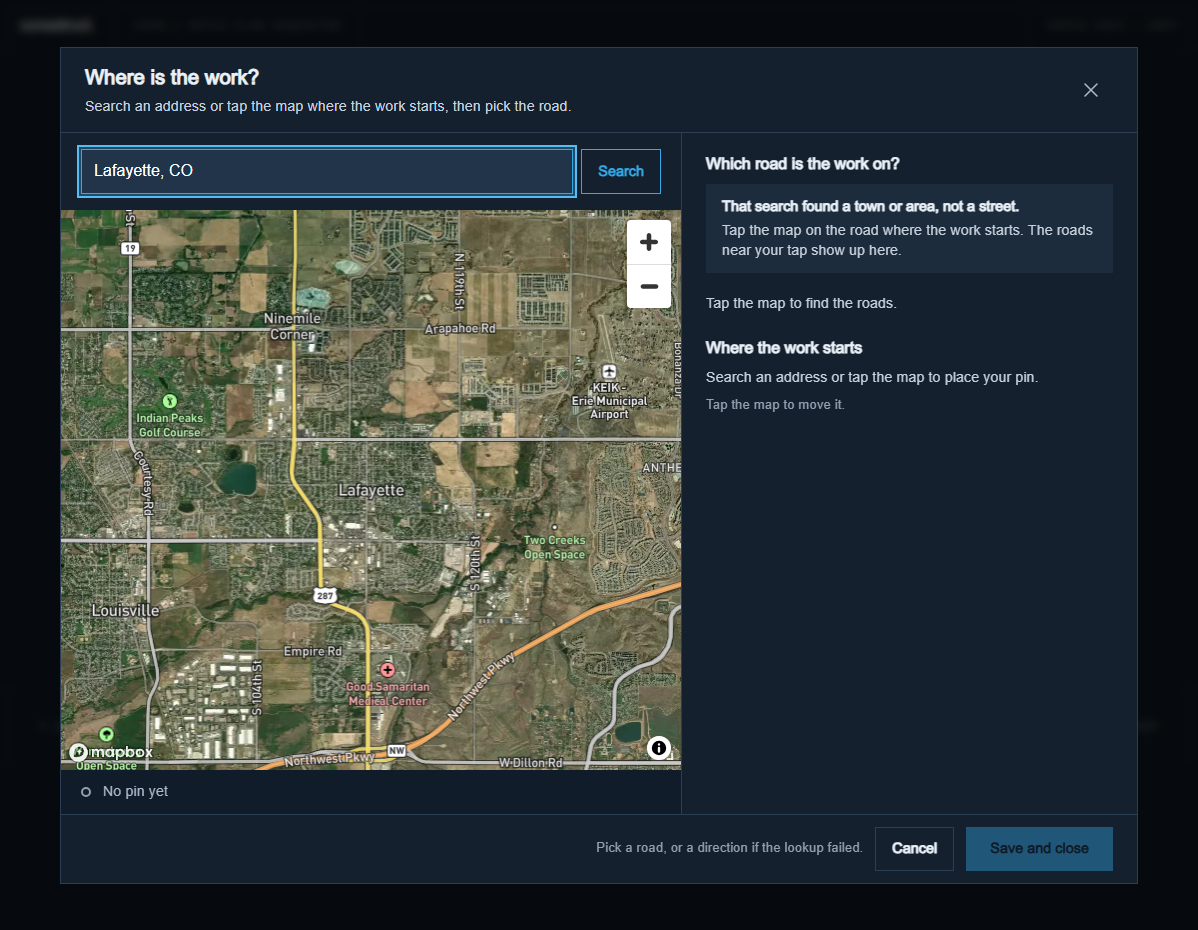 Where is the work?
Search an address or tap the map where the work starts, then pick the road.
Lafayette, CO
Search
Which road is the work on?
That search found a town or area, not a street.
Tap the map on the road where the work starts. The roads
near your tap show up here.
Tap the map to find the roads.
Where the work starts
Search an address or tap the map to place your pin.
Tap the map to move it.
St
19
N 119th St
Ninemile
Corner
Arapahoe Rd
Bonanza Dr
KEIK -
Erie Municipal
Airport
Indian Peaks
Golf Course
Courtesy Rd
ANTHE
Lafayette
Two Creeks
Open Space
S 120th St
287
Louisville
Empire Rd
S 104th St
Good Samaritan
Medical Center
Northwest Pkwy
NW
Northwest Pkwy
W Dillon Rd
mapbox
Open Space
No pin yet
Pick a road, or a direction if the lookup failed.
Cancel
Save and close